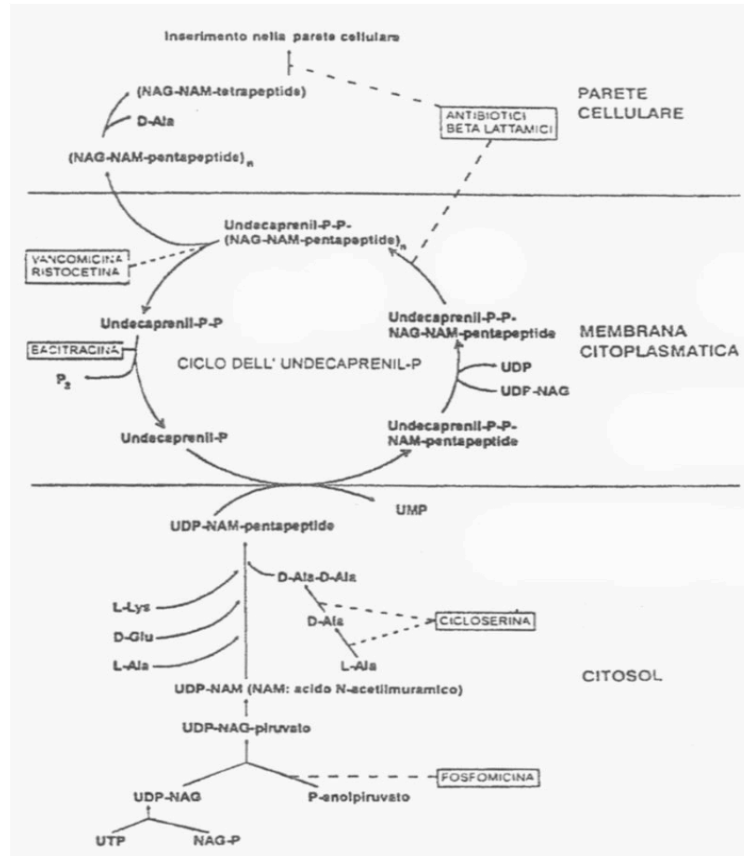 Inserimento nella parete cellulare
(NAG-NAM-tetrapeptide)
D-Ala
(NAG-NAM-pentapeptide)n
ANTIBIOTICI
BETA LATTAMICI
PARETE
CELLULARE
Undecaprenil-P-P-
(NAG-NAM-pentapeptide)n
VANCOMICINA
RISTOCETINA
Undecaprenil-P-P
Undecaprenil-P-P-
NAG-NAM-pentapeptide
MEMBRANA
CITOPLASMATICA
BACITRACINA
CICLO DELL' UNDECAPRENIL-P
UDP
UDP-NAG
Undecaprenil-P
Undecaprenil-P-P-
NAM-pentapeptide
UMP
UDP-NAM-pentapeptide
D-Ala-D-Ala
L-Lys
D-Ala
CICLOSERINA
D-Glu
L-Ala
L-Ala
CITOSOL
UDP-NAM (NAM: acido N-acetilmuramico)
UDP-NAG-piruvato
FOSFOMICINA
UDP-NAG
P-enolpiruvato
UTP
NAG-P